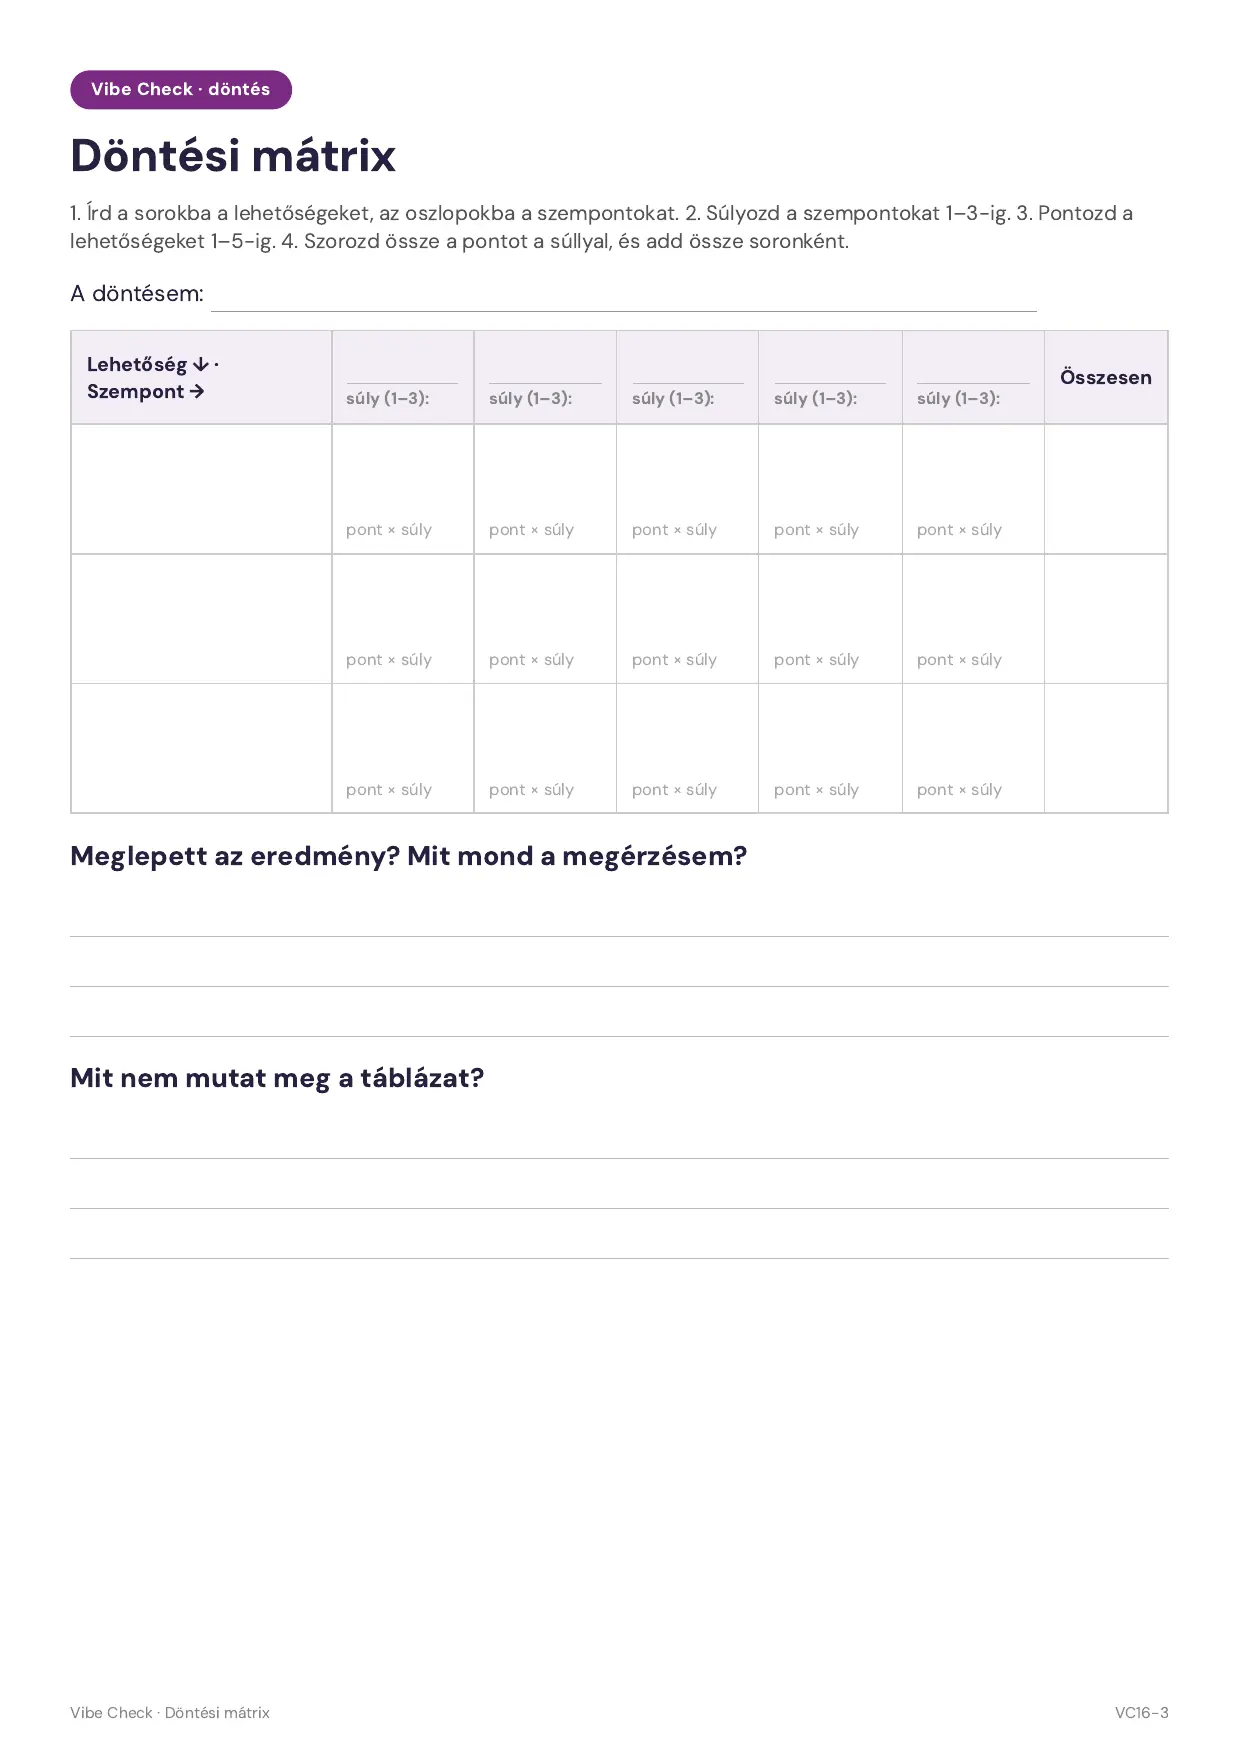 Vibe Check · döntés
Döntési mátrix
1. Írd a sorokba a lehetőségeket, az oszlopokba a szempontokat. 2. Súlyozd a szempontokat 1–3-ig. 3. Pontozd a
lehetőségeket 1–5-ig. 4. Szorozd össze a pontot a súllyal, és add össze soronként.
A döntésem:
Lehetőség ↓ ·
Szempont →
súly (1–3): súly (1–3): súly (1–3): súly (1–3): súly (1–3):
Összesen
pont × súly pont × súly pont × súly pont × súly pont × súly
pont × súly pont × súly pont × súly pont × súly pont × súly
pont × súly pont × súly pont × súly pont × súly pont × súly
Meglepett az eredmény? Mit mond a megérzésem?
Mit nem mutat meg a táblázat?
Vibe Check · Döntési mátrix
VC16-3